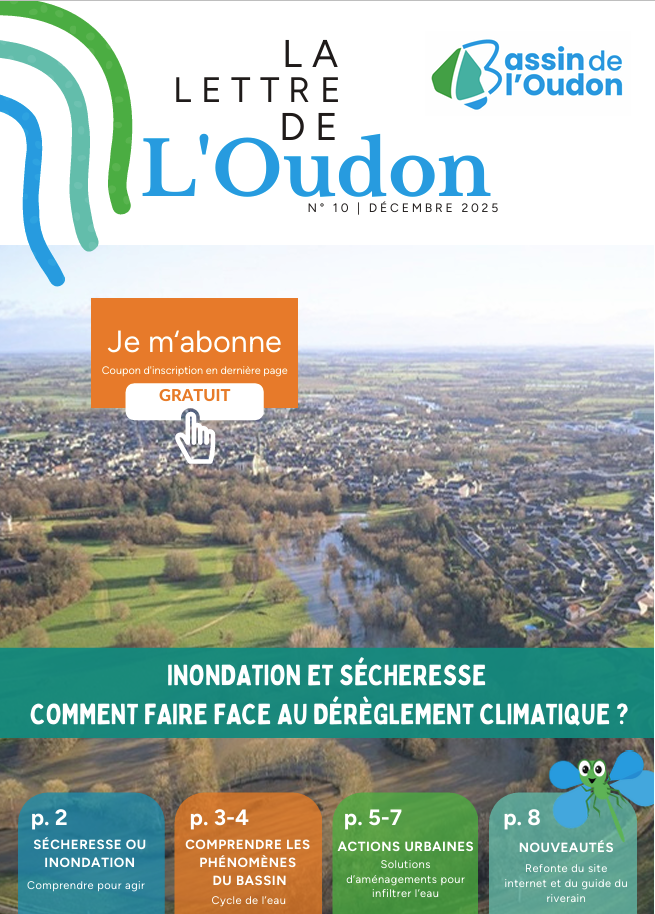 LA
LETTRE
DE
L'Oudon
N° 10 | DÉCEMBRE 2025
Bassin de
l'Oudon
Je m'abonne
Coupon d'inscription en dernière page
GRATUIT
INONDATION ET SÉCHERESSE
COMMENT FAIRE FACE AU DÉRÈGLEMENT CLIMATIQUE ?
p. 2
SÉCHERESSE OU
INONDATION
Comprendre pour agir
p. 3-4
COMPRENDRE LES
PHÉNOMÈNES
DU BASSIN
Cycle de l'eau
p. 5-7
ACTIONS URBAINES
Solutions
d'aménagements pour
infiltrer l'eau
p. 8
NOUVEAUTÉS
Refonte du site
internet et du guide du
riverain